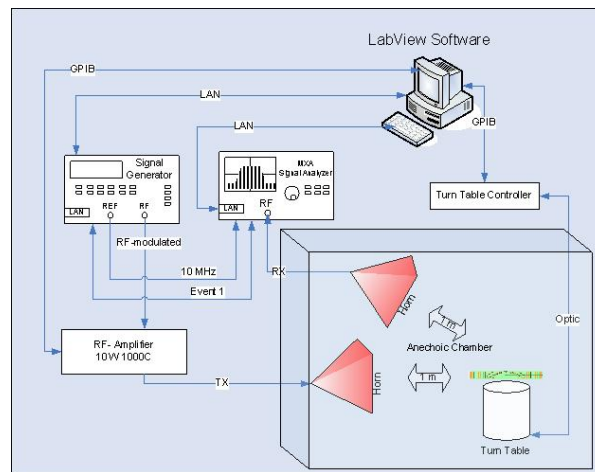 LabView Software
GPIB
LAN
LAN
GPIB
Signal
Generator
MXA
Signal Analyzer
LAN
REF
RF
LAN
RF
Turn Table Controller
RF-modulated
10 MHz
RX
Event 1
Horn
1 m
Optic
RF- Amplifier
10W1000C
Anechoic Chamber
TX
Horn
1 m
Turn Table